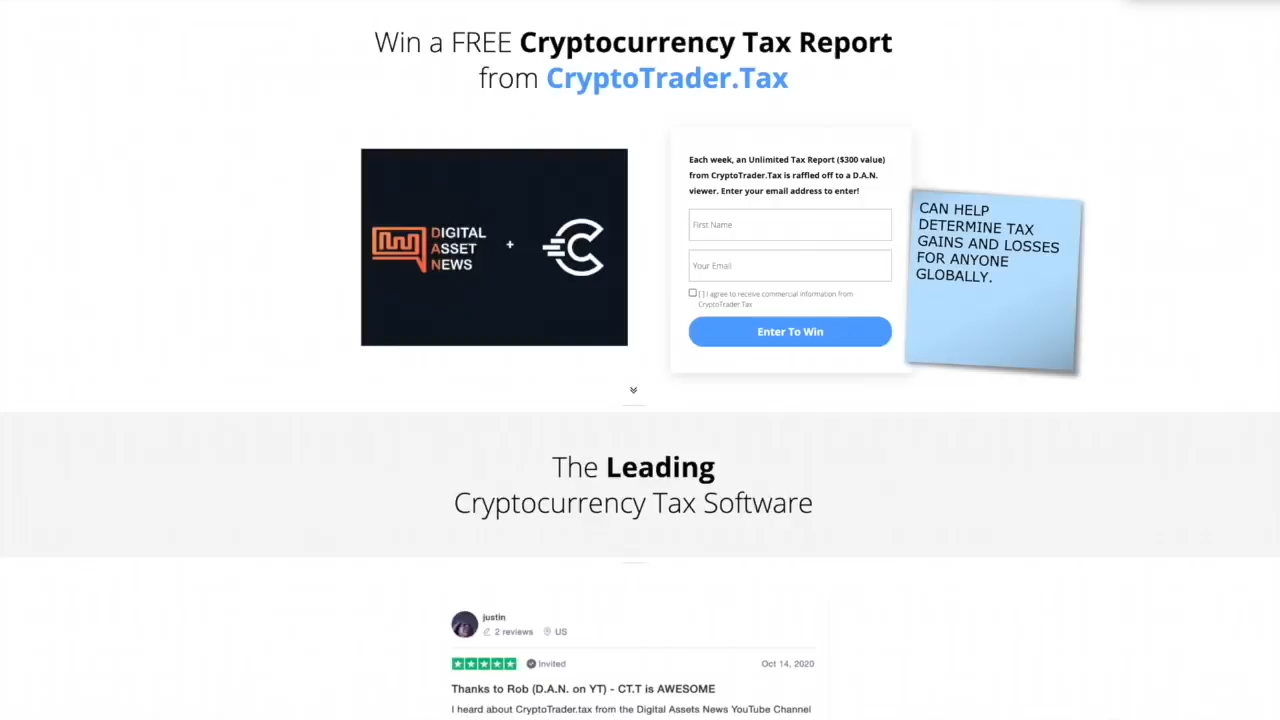 Win a FREE Cryptocurrency Tax Report
from CryptoTrader.Tax
DIGITAL
ASSET
NEWS
+
Each week, an Unlimited Tax Report ($300 value)
from CryptoTrader.Tax is raffled off to a D.A.N.
viewer. Enter your email address to enter!
First Name
Your Email
[ ] I agree to receive commercial information from
CryptoTrader.Tax
Enter To Win
CAN HELP
DETERMINE TAX
GAINS AND LOSSES
FOR ANYONE
GLOBALLY.
The Leading
Cryptocurrency Tax Software
justin
2 reviews US
Invited Oct 14, 2020
Thanks to Rob (D.A.N. on YT) - CT.T is AWESOME
I heard about CryptoTrader.tax from the Digital Assets News YouTube Channel